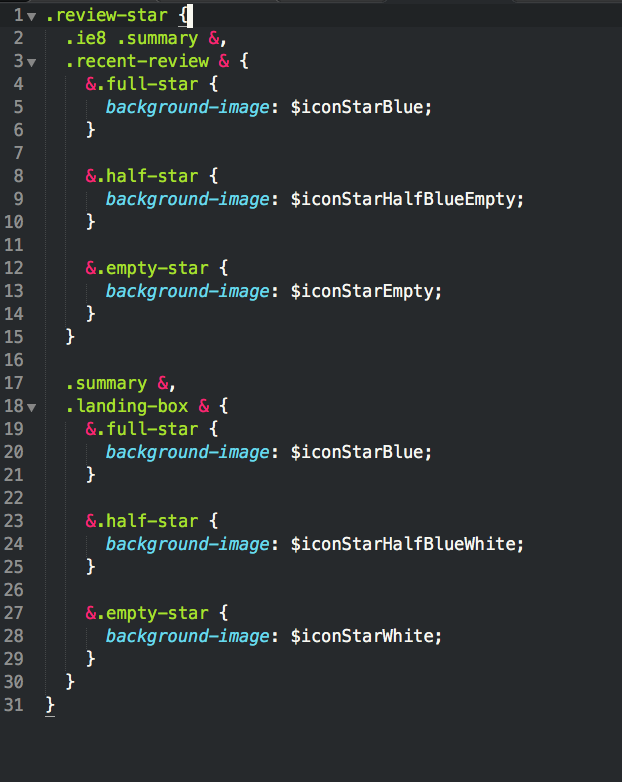 1 .review-star {
2   .ie8 .summary &,
3   .recent-review & {
4     &.full-star {
5       background-image: $iconStarBlue;
6     }
7
8     &.half-star {
9       background-image: $iconStarHalfBlueEmpty;
10     }
11
12     &.empty-star {
13       background-image: $iconStarEmpty;
14     }
15   }
16
17   .summary &,
18   .landing-box & {
19     &.full-star {
20       background-image: $iconStarBlue;
21     }
22
23     &.half-star {
24       background-image: $iconStarHalfBlueWhite;
25     }
26
27     &.empty-star {
28       background-image: $iconStarWhite;
29     }
30   }
31 }